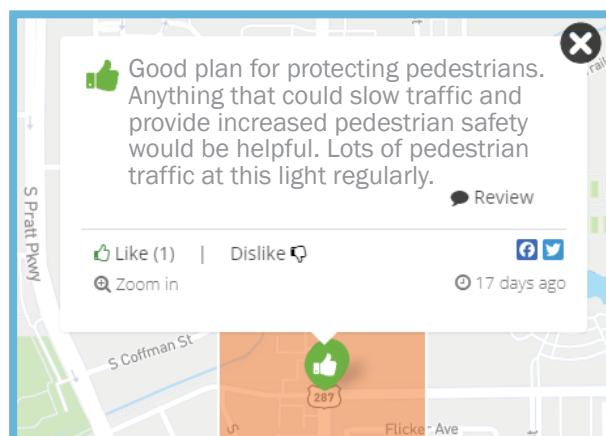 Good plan for protecting pedestrians.
Anything that could slow traffic and
provide increased pedestrian safety
would be helpful. Lots of pedestrian
traffic at this light regularly.
Review
Like (1) | Dislike
Zoom in
17 days ago
S Pratt Pkwy
S Coffman St
287
S
Flicker Ave